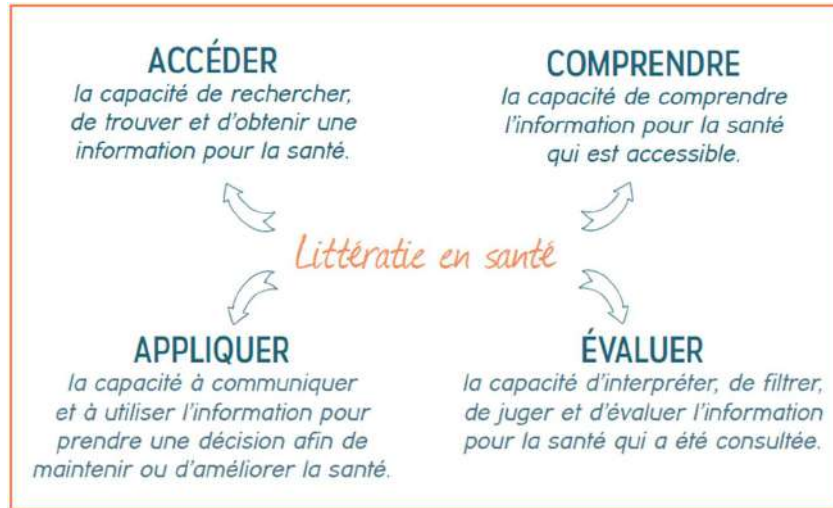 ACCÉDER
la capacité de rechercher,
de trouver et d'obtenir une
information pour la santé.
COMPRENDRE
la capacité de comprendre
l'information pour la santé
qui est accessible.
Littératie en santé
APPLIQUER
la capacité à communiquer
et à utiliser l'information pour
prendre une décision afin de
maintenir ou d'améliorer la santé.
ÉVALUER
la capacité d'interpréter, de filtrer,
de juger et d'évaluer l'information
pour la santé qui a été consultée.